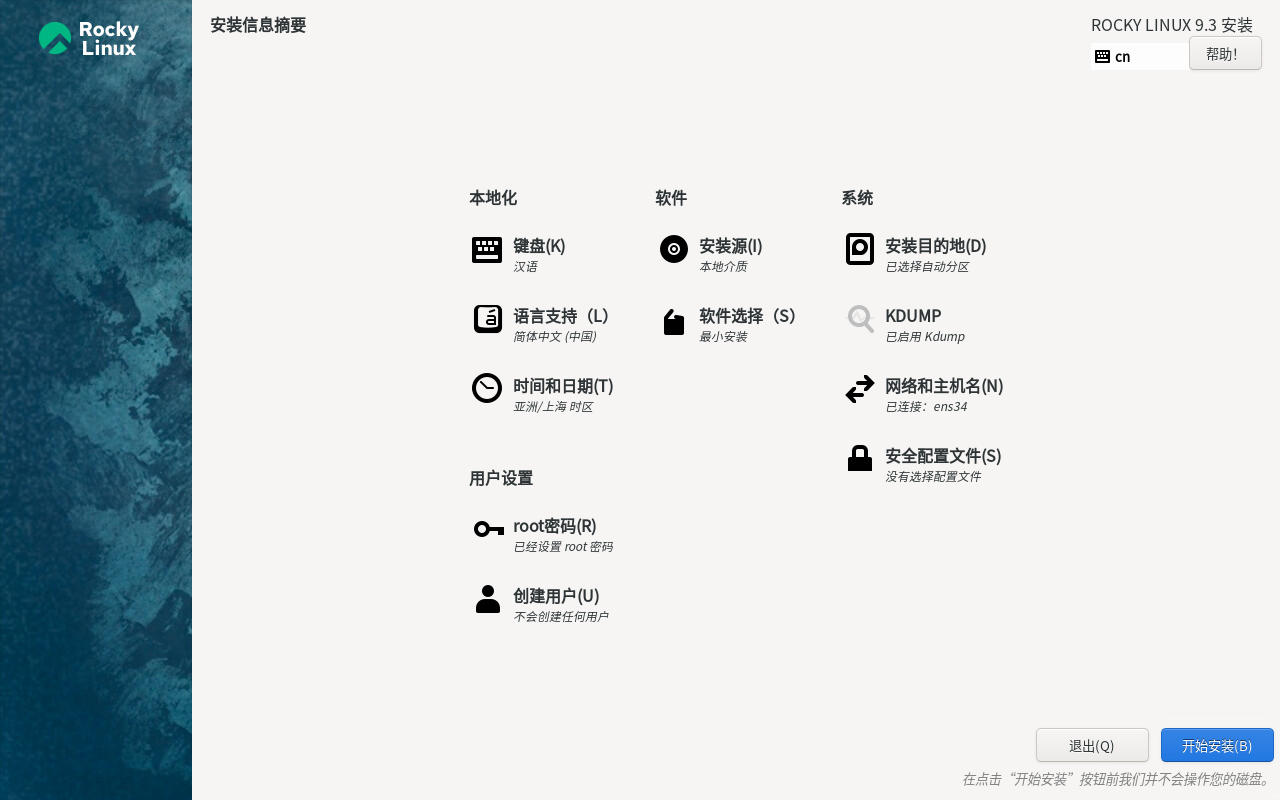 Rocky
Linux
安装信息摘要
ROCKY LINUX 9.3 安装
cn
帮助！
本地化
键盘(K)
汉语
语言支持（L）
简体中文 (中国)
时间和日期(T)
亚洲/上海 时区
用户设置
root密码(R)
已经设置 root 密码
创建用户(U)
不会创建任何用户
软件
安装源(I)
本地介质
软件选择（S）
最小安装
系统
安装目的地(D)
已选择自动分区
KDUMP
已启用 Kdump
网络和主机名(N)
已连接：ens34
安全配置文件(S)
没有选择配置文件
退出(Q)
开始安装(B)
在点击“开始安装”按钮前我们并不会操作您的磁盘。